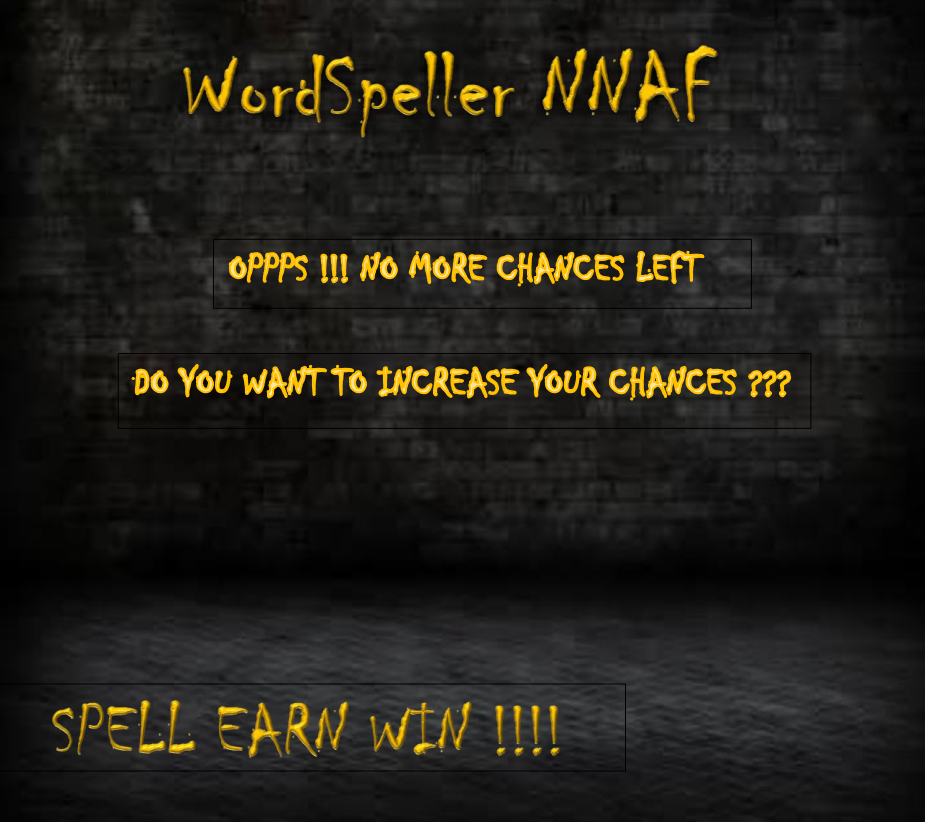 WordSpeller NNAF
OPPPS !!! NO MORE CHANCES LEFT
DO YOU WANT TO INCREASE YOUR CHANCES ???
SPELL EARN WIN !!!!